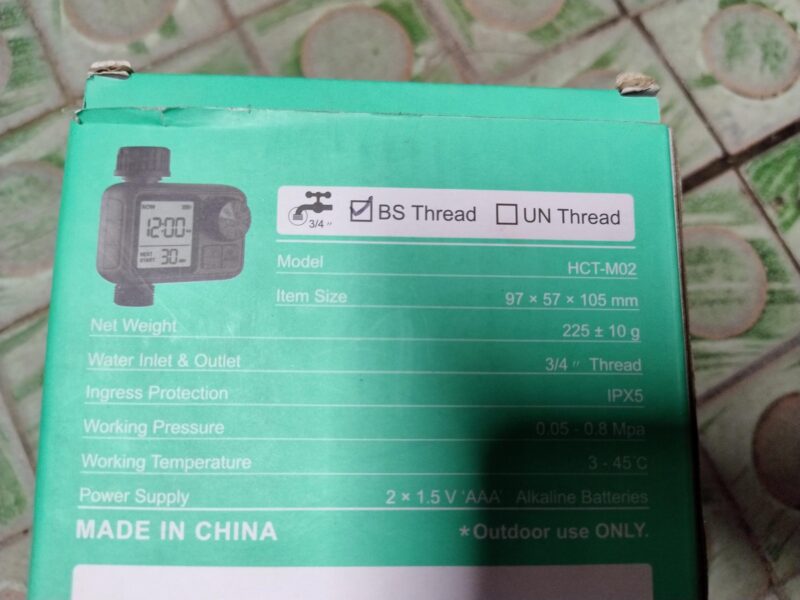 NOW
12:00
NEXT
START 30
3/4 ″
BS Thread
UN Thread
Model HCT-M02
Item Size 97 × 57 × 105 mm
Net Weight 225 ± 10 g
Water Inlet & Outlet 3/4 ″ Thread
Ingress Protection IPX5
Working Pressure 0.05 - 0.8 Mpa
Working Temperature 3 - 45°C
Power Supply 2 × 1.5 V 'AAA' Alkaline Batteries
MADE IN CHINA *Outdoor use ONLY.